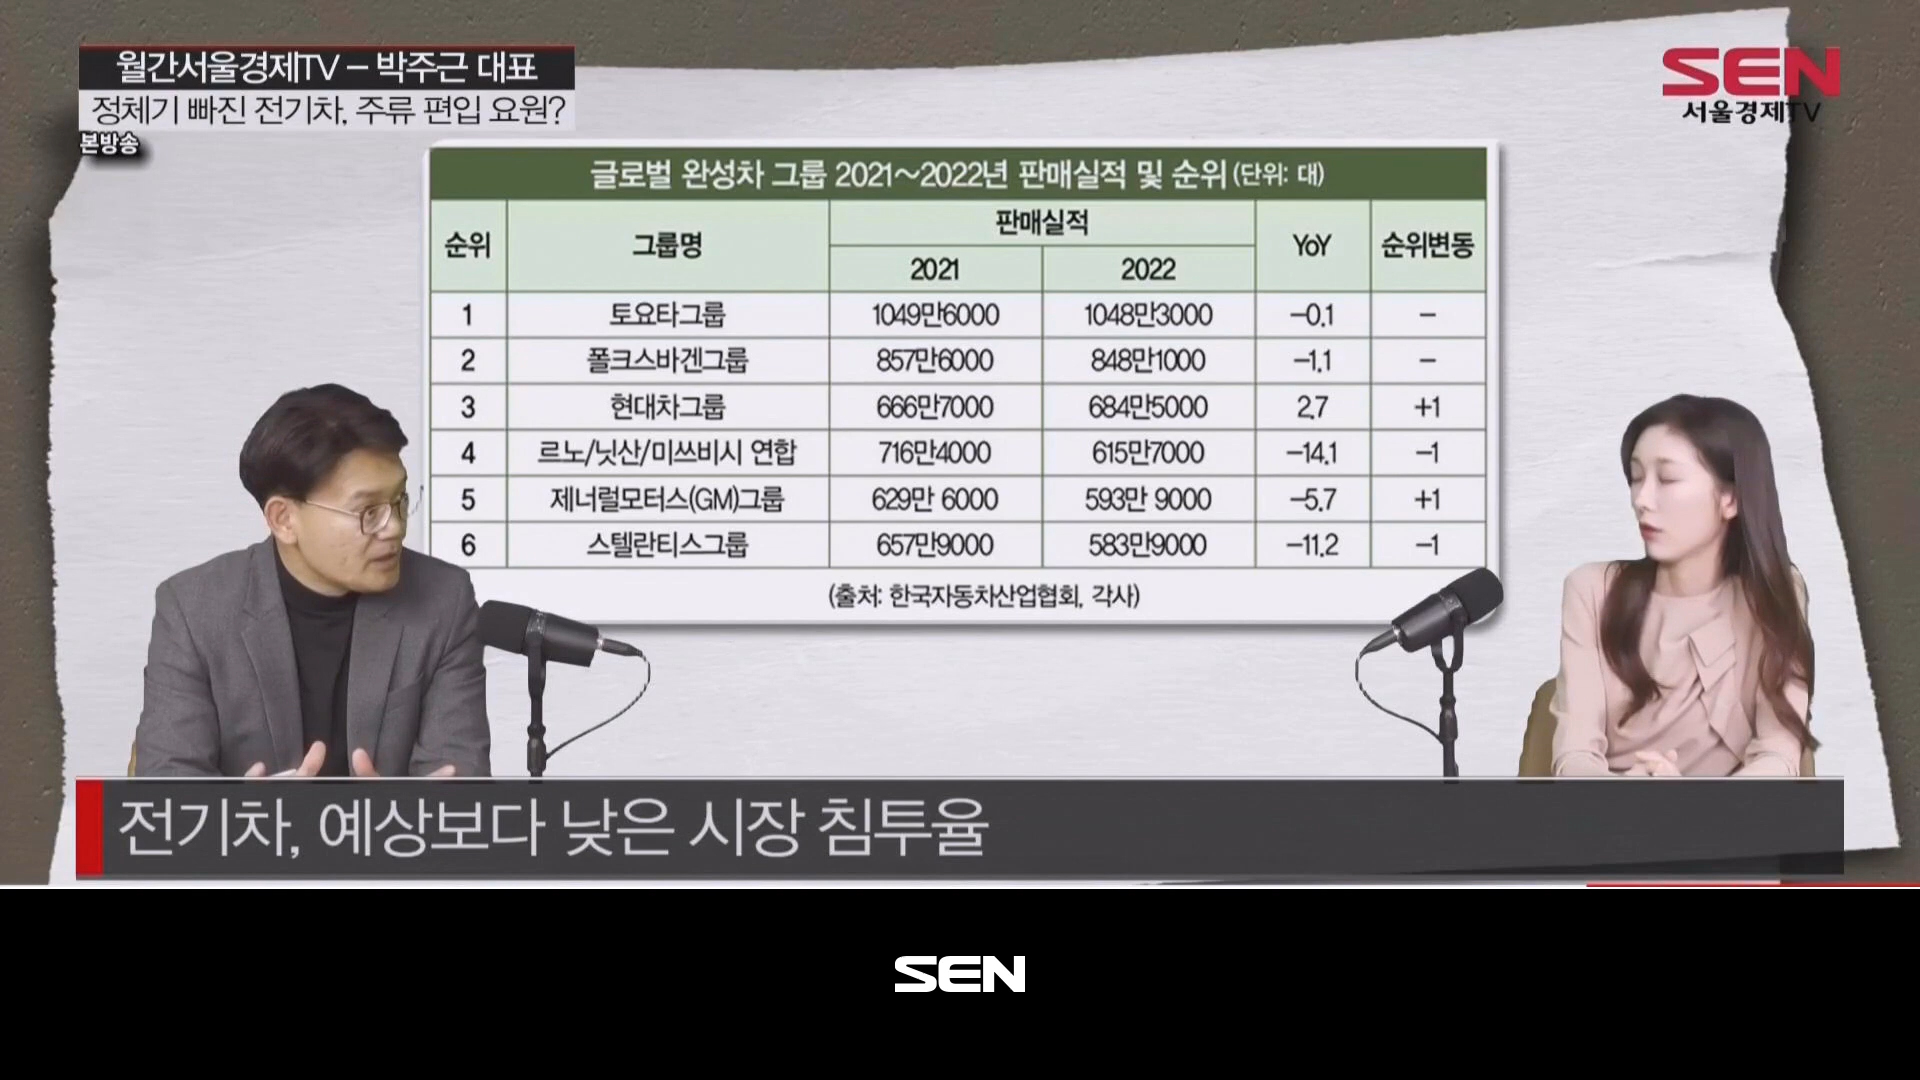 월간서울경제TV – 박주근 대표
정체기 빠진 전기차, 주류 편입 요원?
본방송
SEN
서울경제TV
글로벌 완성차 그룹 2021～2022년 판매실적 및 순위 (단위: 대)
순위 그룹명 판매실적 YoY 순위변동
2021 2022
1 토요타그룹 1049만6000 1048만3000 −0.1 −
2 폴크스바겐그룹 857만6000 848만1000 −1.1 −
3 현대차그룹 666만7000 684만5000 2.7 +1
4 르노/닛산/미쓰비시 연합 716만4000 615만7000 −14.1 −1
5 제너럴모터스(GM)그룹 629만 6000 593만 9000 −5.7 +1
6 스텔란티스그룹 657만9000 583만9000 −11.2 −1
(출처: 한국자동차산업협회, 각사)
전기차, 예상보다 낮은 시장 침투율
SEN